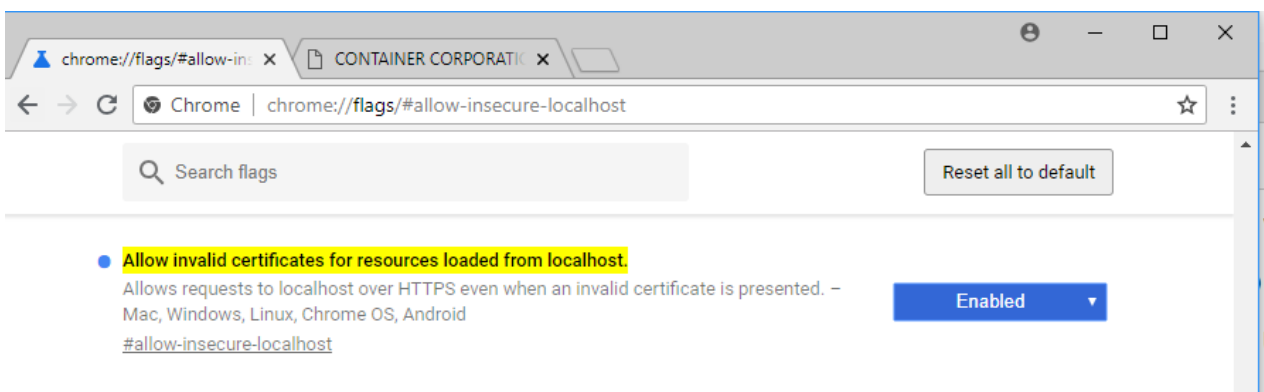 chrome://flags/#allow-ins
CONTAINER CORPORATIC
Chrome | chrome://flags/#allow-insecure-localhost
Search flags
Reset all to default
Allow invalid certificates for resources loaded from localhost.
Allows requests to localhost over HTTPS even when an invalid certificate is presented. –
Mac, Windows, Linux, Chrome OS, Android
#allow-insecure-localhost
Enabled